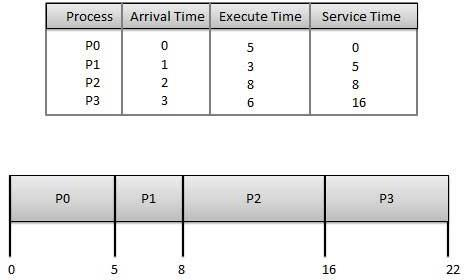 Process Arrival Time Execute Time Service Time
P0 0 5 0
P1 1 3 5
P2 2 8 8
P3 3 6 16
P0 P1 P2 P3
0 5 8 16 22